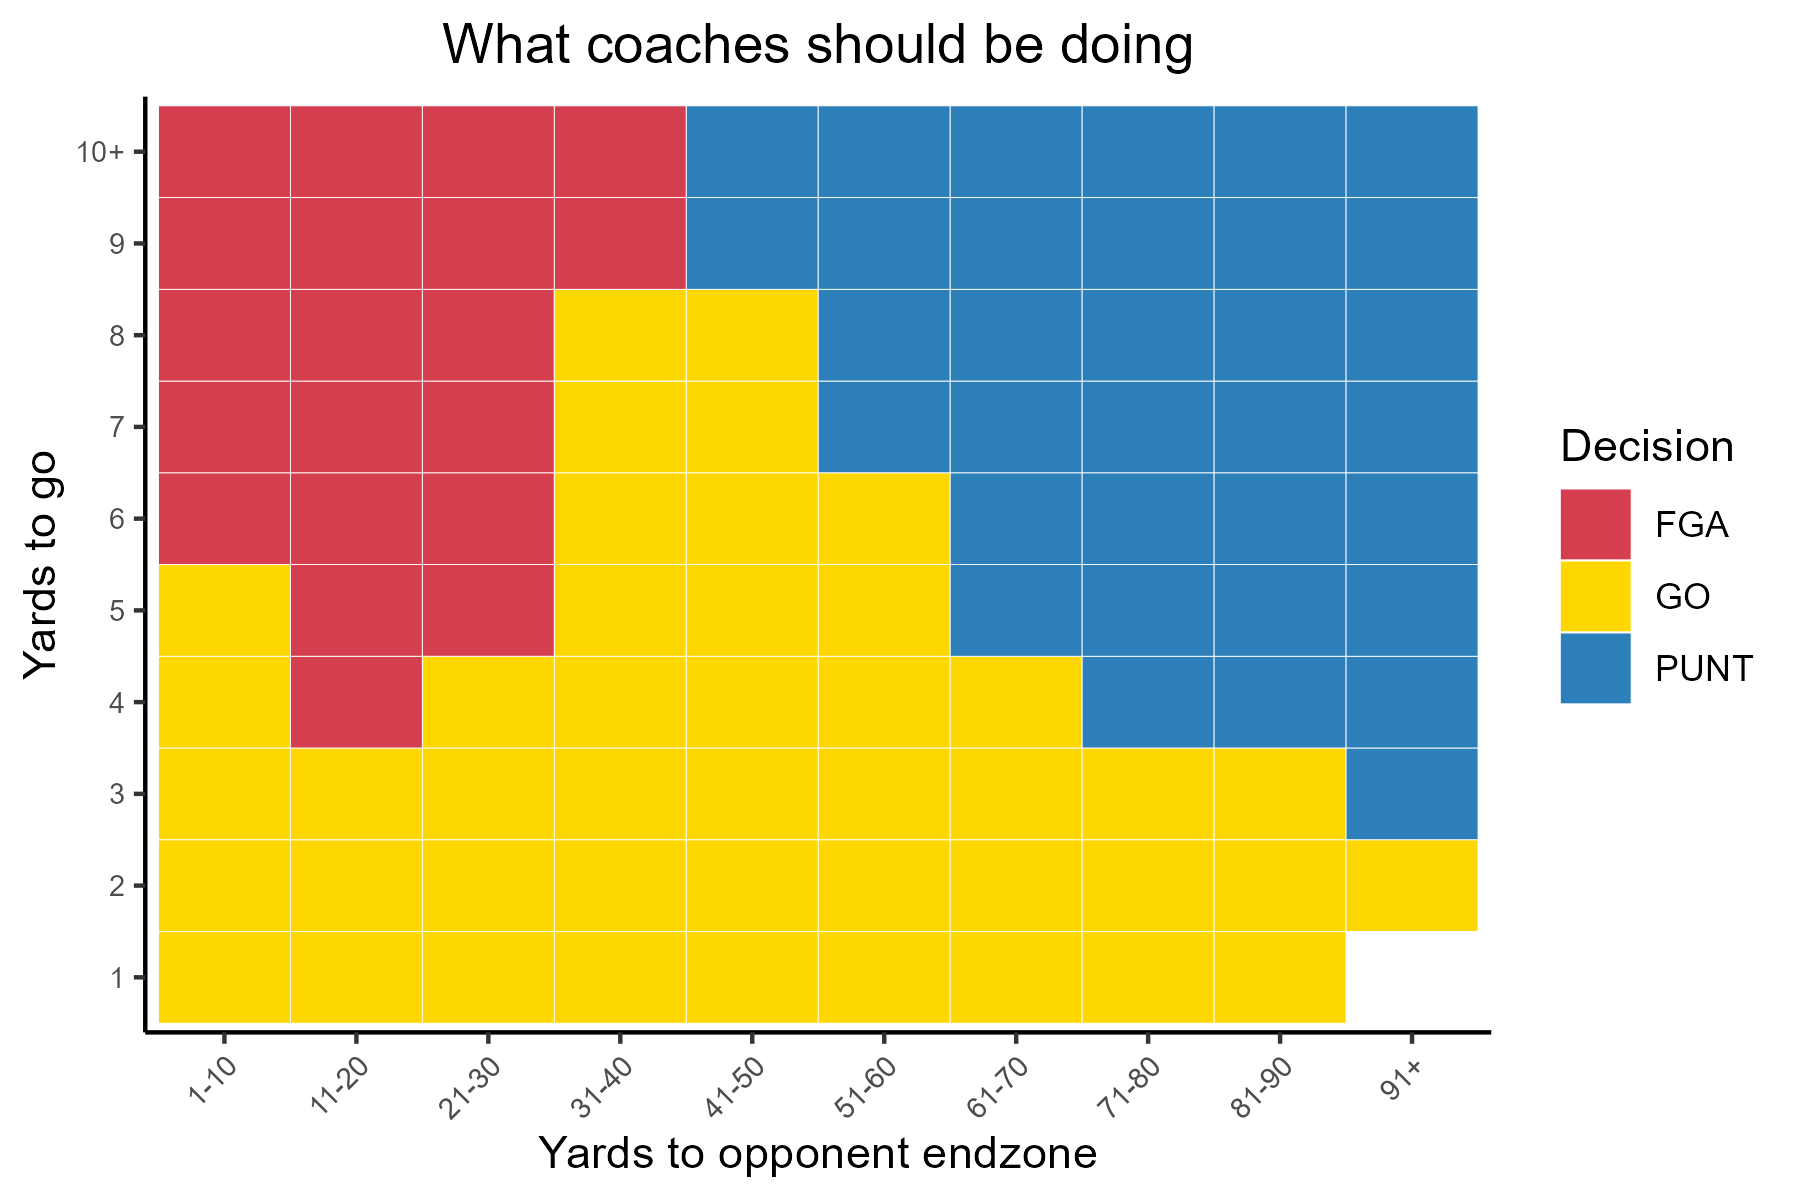 What coaches should be doing
Yards to go
10+
9
8
7
6
5
4
3
2
1
1-10
11-20
21-30
31-40
41-50
51-60
61-70
71-80
81-90
91+
Yards to opponent endzone
Decision
FGA
GO
PUNT